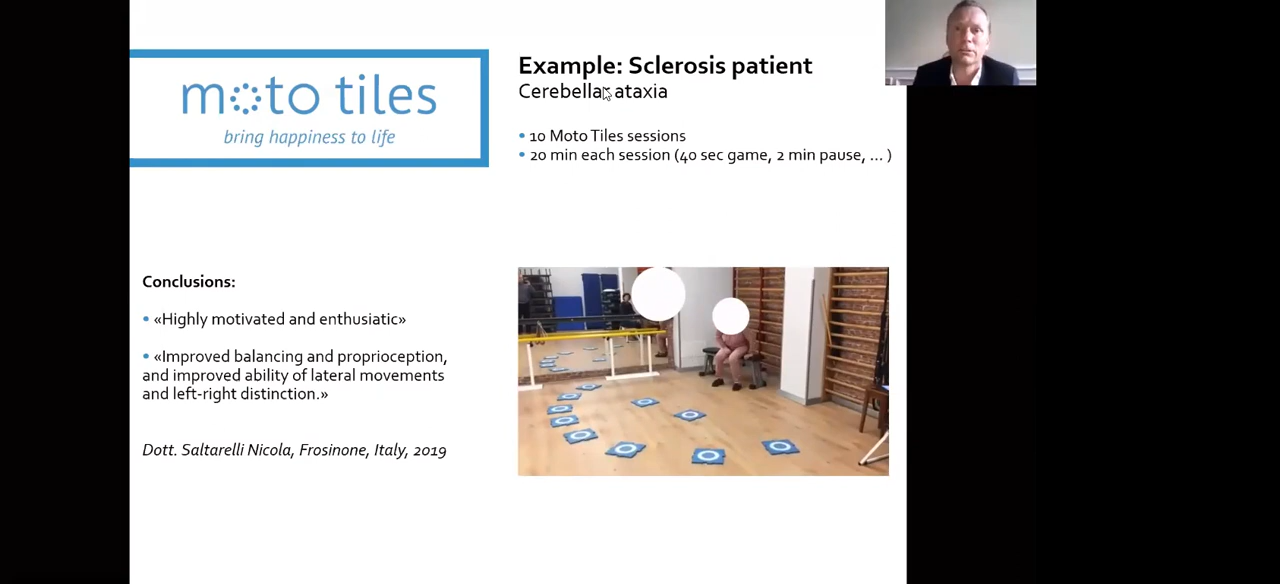 moto tiles
bring happiness to life
Example: Sclerosis patient
Cerebellar ataxia
• 10 Moto Tiles sessions
• 20 min each session (40 sec game, 2 min pause, ... )
Conclusions:
• «Highly motivated and enthusiatic»
• «Improved balancing and proprioception,
and improved ability of lateral movements
and left-right distinction.»
Dott. Saltarelli Nicola, Frosinone, Italy, 2019